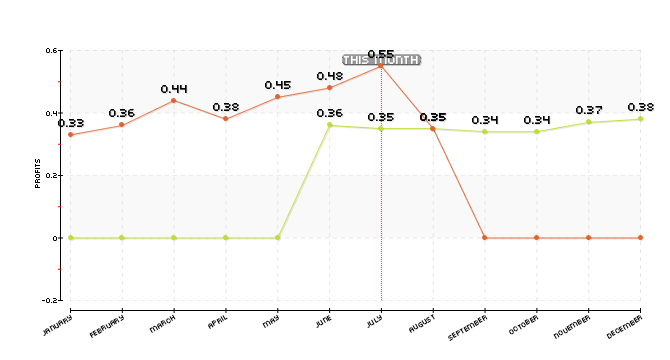 0.6
0.4
0.2
0
-0.2
PROFITS
THIS MONTH
0.33
0.36
0.44
0.38
0.45
0.48
0.55
0.35
0.36
0.35
0.35
0.34
0.34
0.37
0.38
JANUARY
FEBRUARY
MARCH
APRIL
MAY
JUNE
JULY
AUGUST
SEPTEMBER
OCTOBER
NOVEMBER
DECEMBER